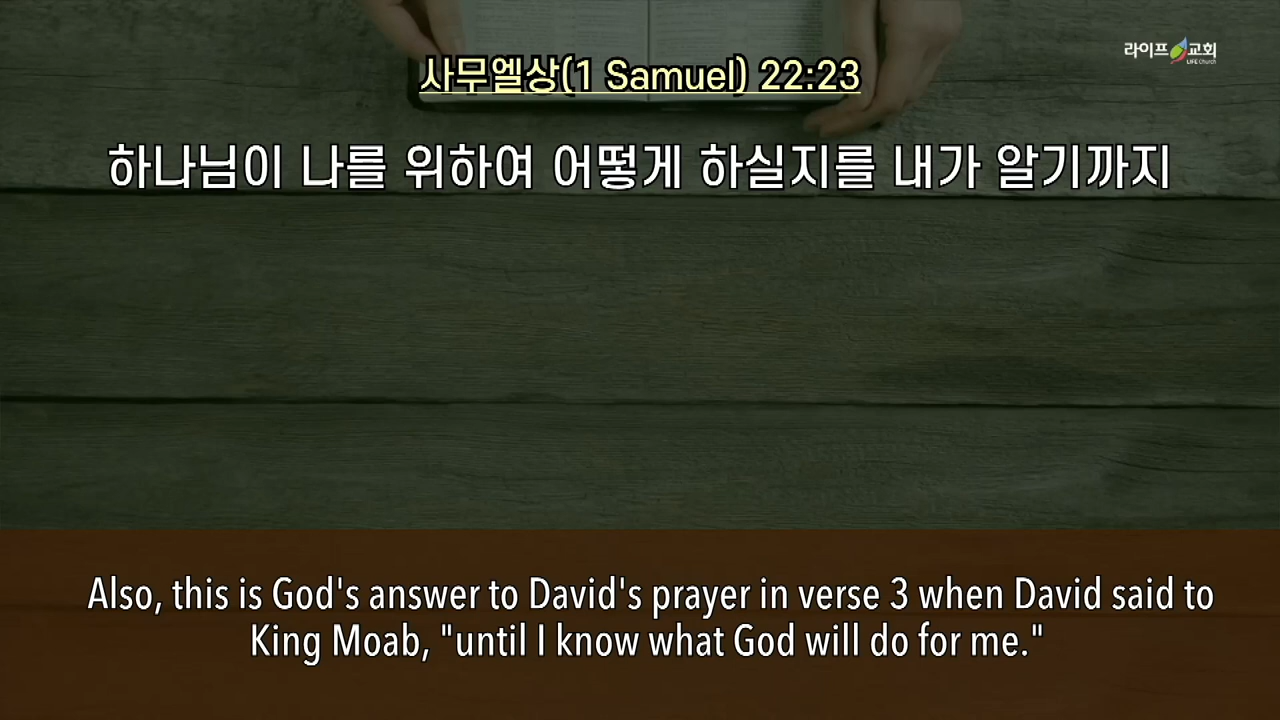 라이프 교회
LIFE Church
사무엘상(1 Samuel) 22:23
하나님이 나를 위하여 어떻게 하실지를 내가 알기까지
Also, this is God's answer to David's prayer in verse 3 when David said to
King Moab, "until I know what God will do for me."